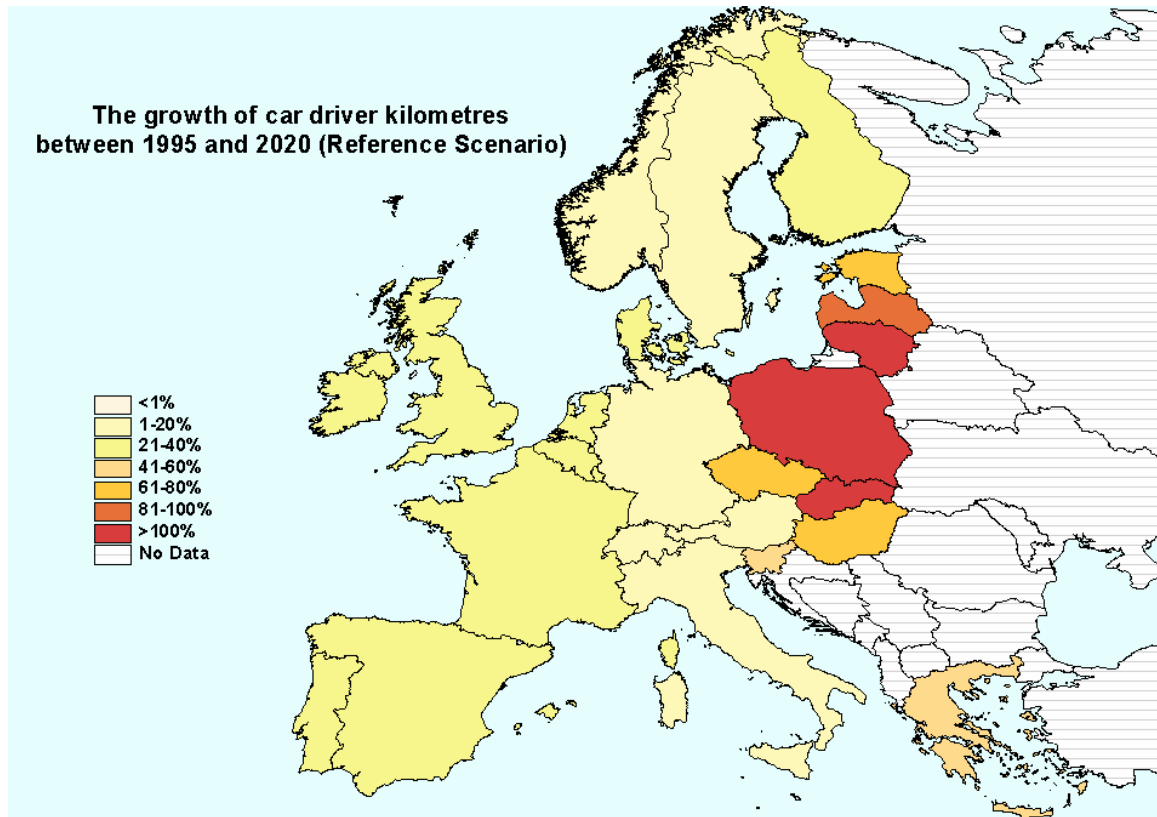 The growth of car driver kilometres
between 1995 and 2020 (Reference Scenario)
<1%
1-20%
21-40%
41-60%
61-80%
81-100%
>100%
No Data